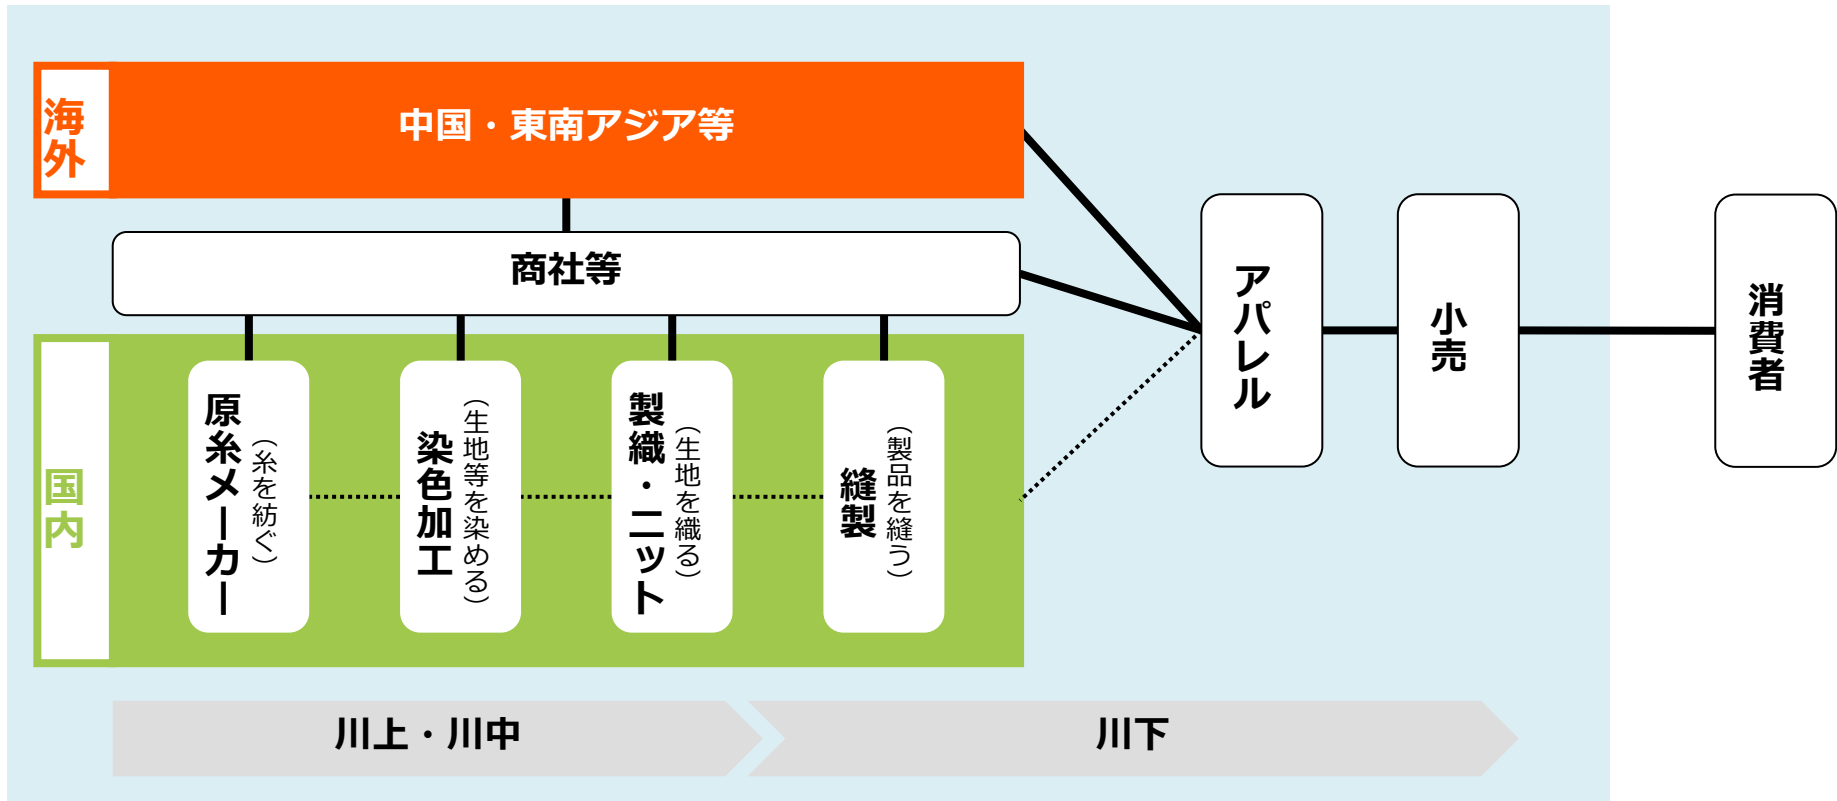 海外
中国・東南アジア等
商社等
国内
原糸メーカー
（糸を紡ぐ）
染色加工
（生地等を染める）
製織・ニット
（生地を織る）
縫製
（製品を縫う）
アパレル
小売
消費者
川上・川中
川下